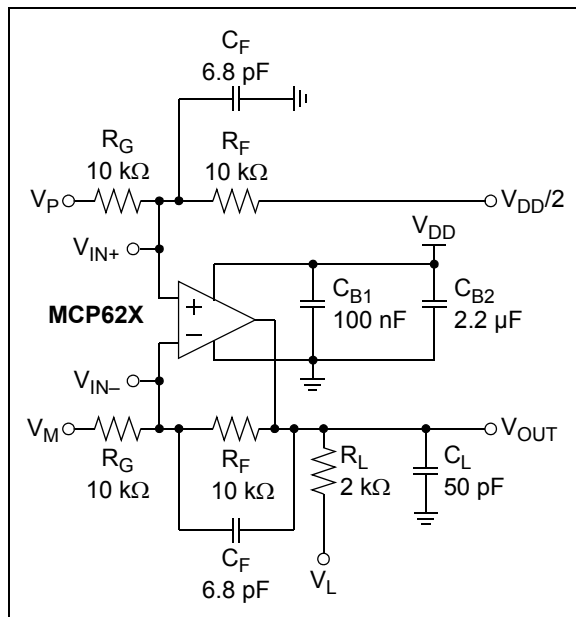 C_F
6.8 pF
R_G
10 kΩ
R_F
10 kΩ
V_P
V_DD/2
V_IN+
V_DD
MCP62X
C_B1
100 nF
C_B2
2.2 µF
+
−
V_IN–
V_M
V_OUT
R_G
10 kΩ
R_F
10 kΩ
R_L
2 kΩ
C_L
50 pF
C_F
6.8 pF
V_L